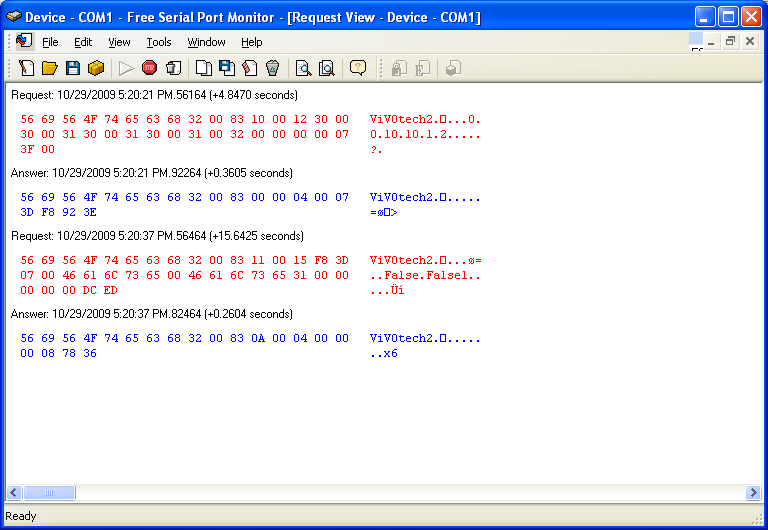 Device - COM1 - Free Serial Port Monitor - [Request View - Device - COM1]
File Edit View Tools Window Help
Request: 10/29/2009 5:20:21 PM.56164 (+4.8470 seconds)
56 69 56 4F 74 65 63 68 32 00 83 10 00 12 30 00 ViVOtech2.□...0.
30 00 31 30 00 31 30 00 31 00 32 00 00 00 00 07 0.10.10.1.2.....
3F 00 ?.
Answer: 10/29/2009 5:20:21 PM.92264 (+0.3605 seconds)
56 69 56 4F 74 65 63 68 32 00 83 00 00 04 00 07 ViVOtech2.□.....
3D F8 92 3E =ø□>
Request: 10/29/2009 5:20:37 PM.56464 (+15.6425 seconds)
56 69 56 4F 74 65 63 68 32 00 83 11 00 15 F8 3D ViVOtech2.□...ø=
07 00 46 61 6C 73 65 00 46 61 6C 73 65 31 00 00 ..False.False1..
00 00 00 DC ED ...Üí
Answer: 10/29/2009 5:20:37 PM.82464 (+0.2604 seconds)
56 69 56 4F 74 65 63 68 32 00 83 0A 00 04 00 00 ViVOtech2.□.....
00 08 78 36 ..x6
Ready